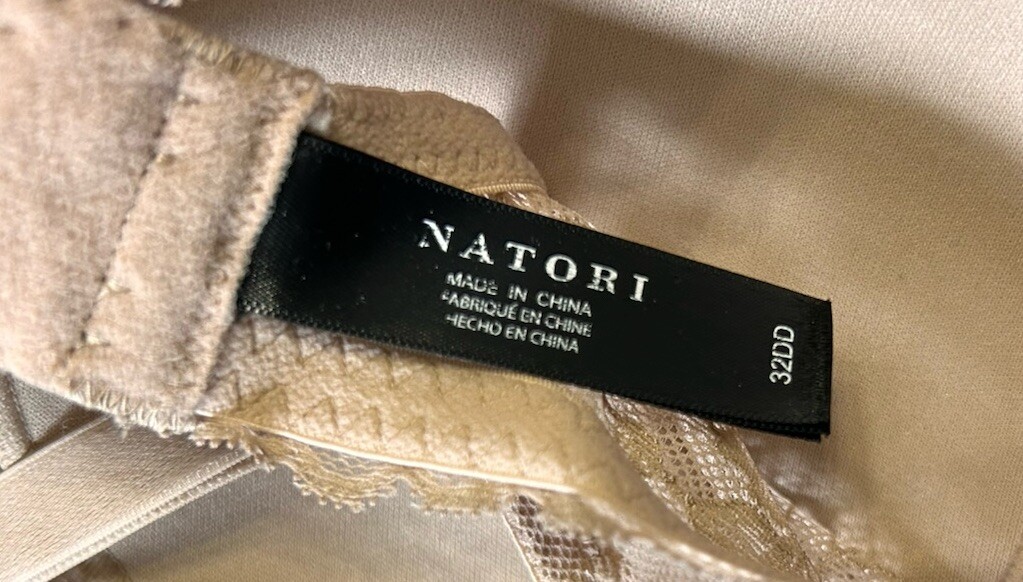 NATORI
MADE IN CHINA
FABRIQUÉ EN CHINE
HECHO EN CHINA
32DD